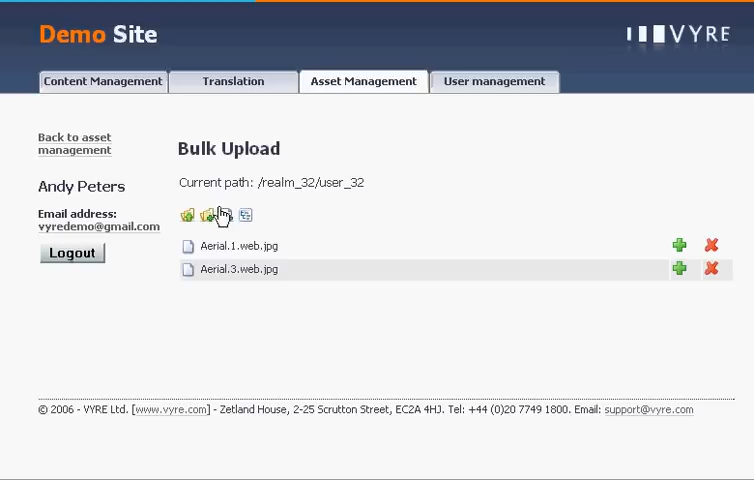 Demo Site
VYRE
Content Management
Translation
Asset Management
User management
Back to asset
management
Andy Peters
Email address:
vyredemo@gmail.com
Logout
Bulk Upload
Current path: /realm_32/user_32
Aerial.1.web.jpg
Aerial.3.web.jpg
© 2006 - VYRE Ltd. [www.vyre.com] - Zetland House, 2-25 Scrutton Street, EC2A 4HJ. Tel: +44 (0)20 7749 1800. Email: support@vyre.com